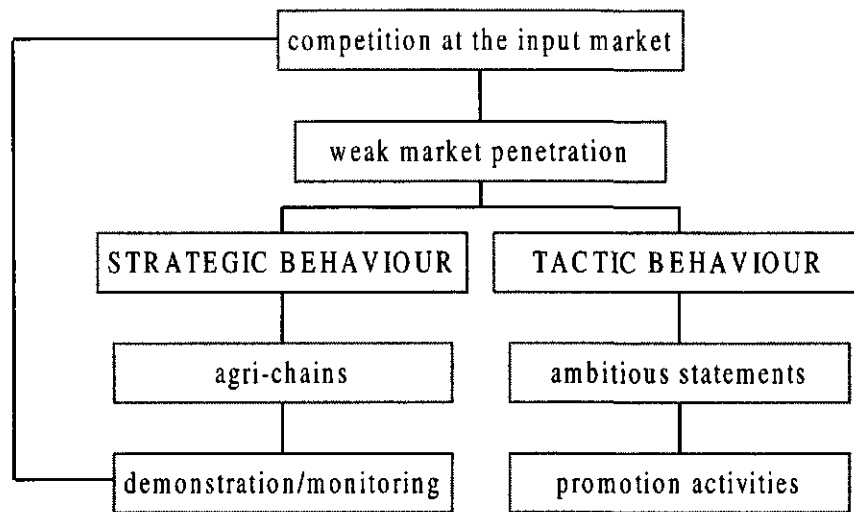 competition at the input market
weak market penetration
STRATEGIC BEHAVIOUR
TACTIC BEHAVIOUR
agri-chains
ambitious statements
demonstration/monitoring
promotion activities